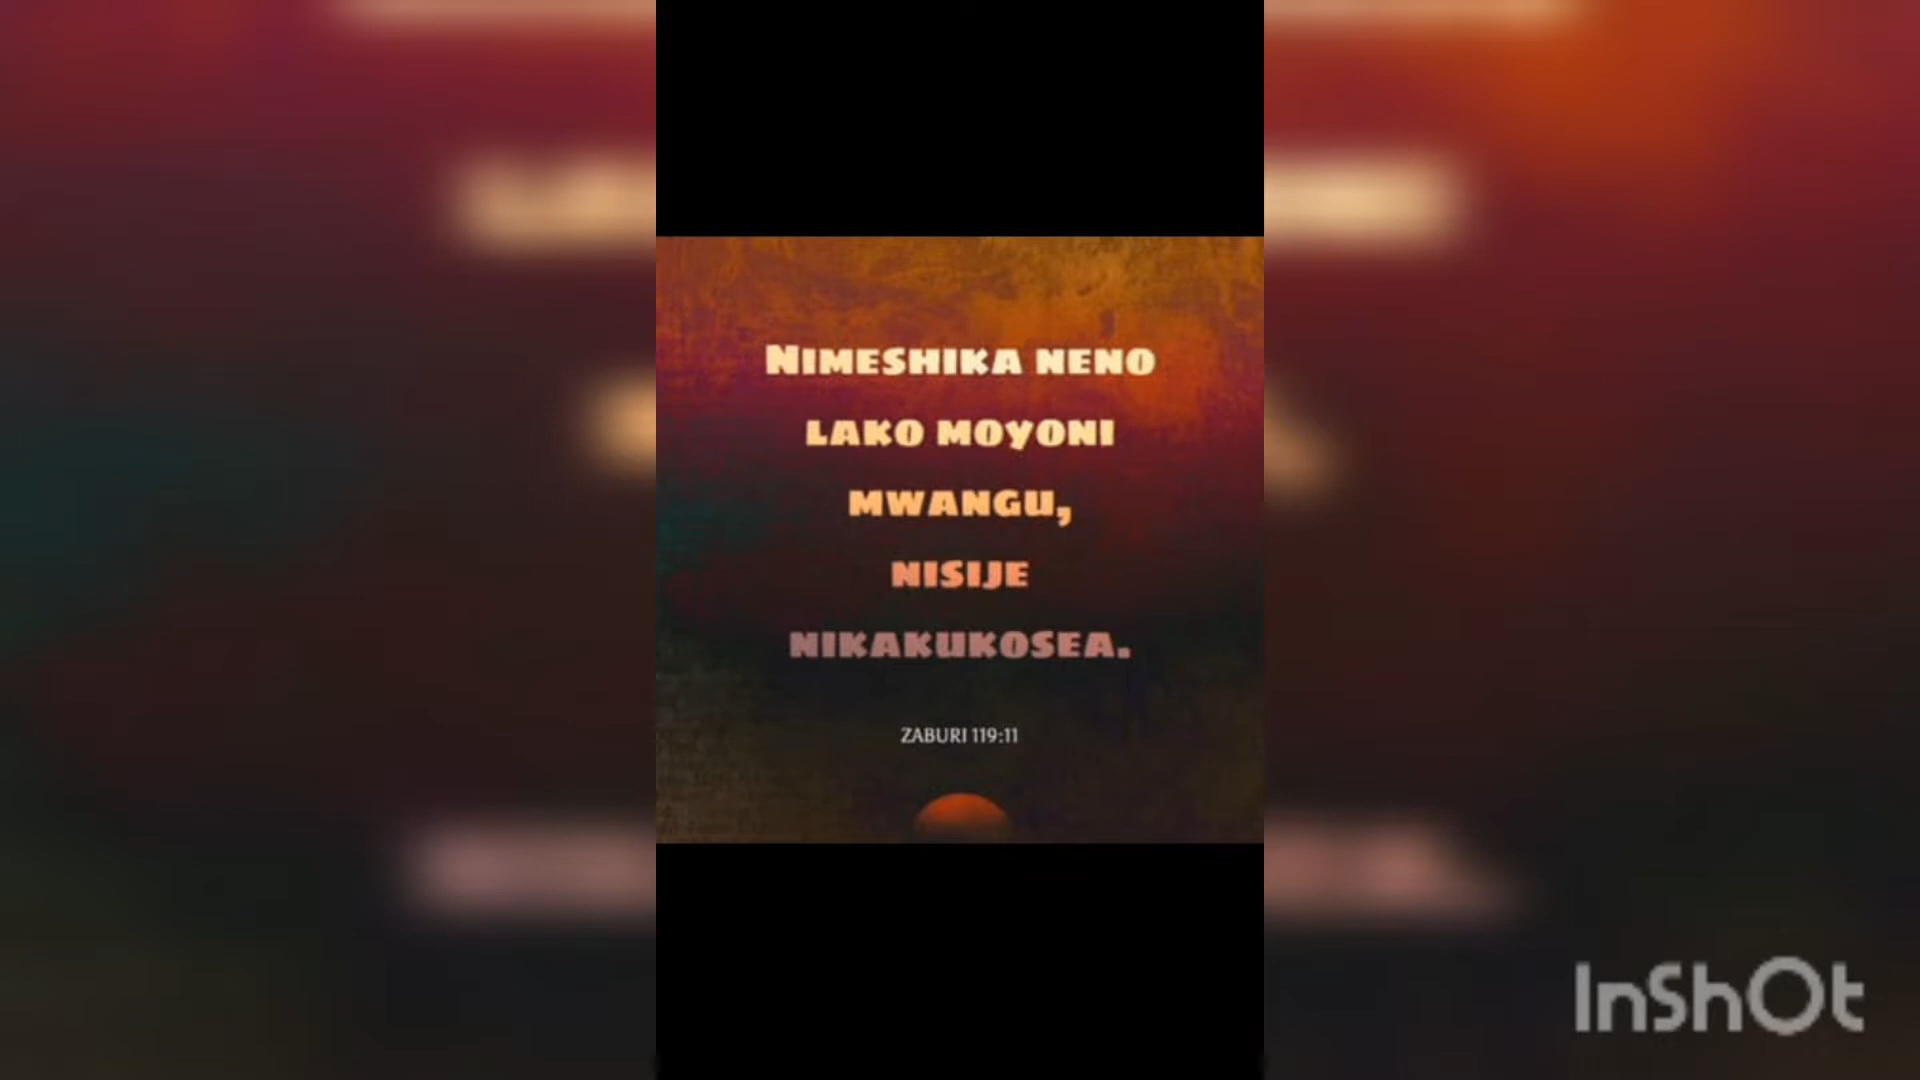 Nimeshika neno
lako moyoni
mwangu,
nisije
nikakukosea.
ZABURI 119:11
InShOt